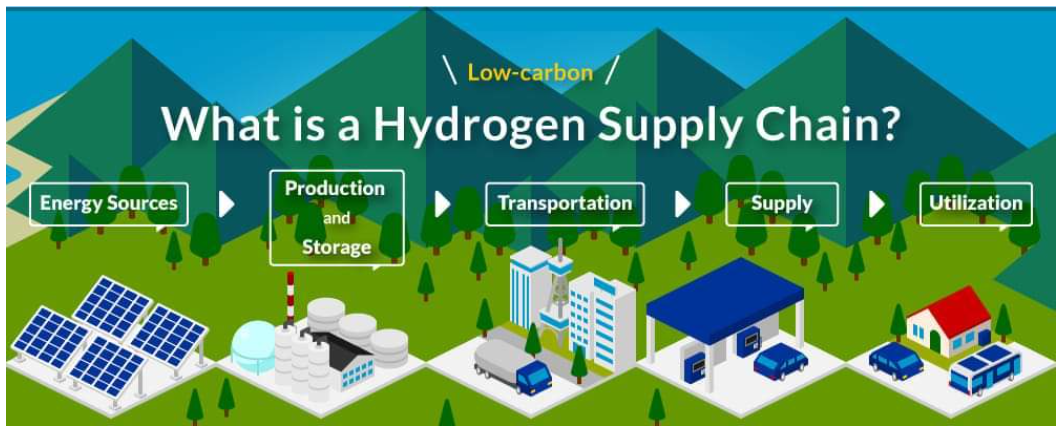 Low-carbon
What is a Hydrogen Supply Chain?
Energy Sources
Production
and
Storage
Transportation
Supply
Utilization